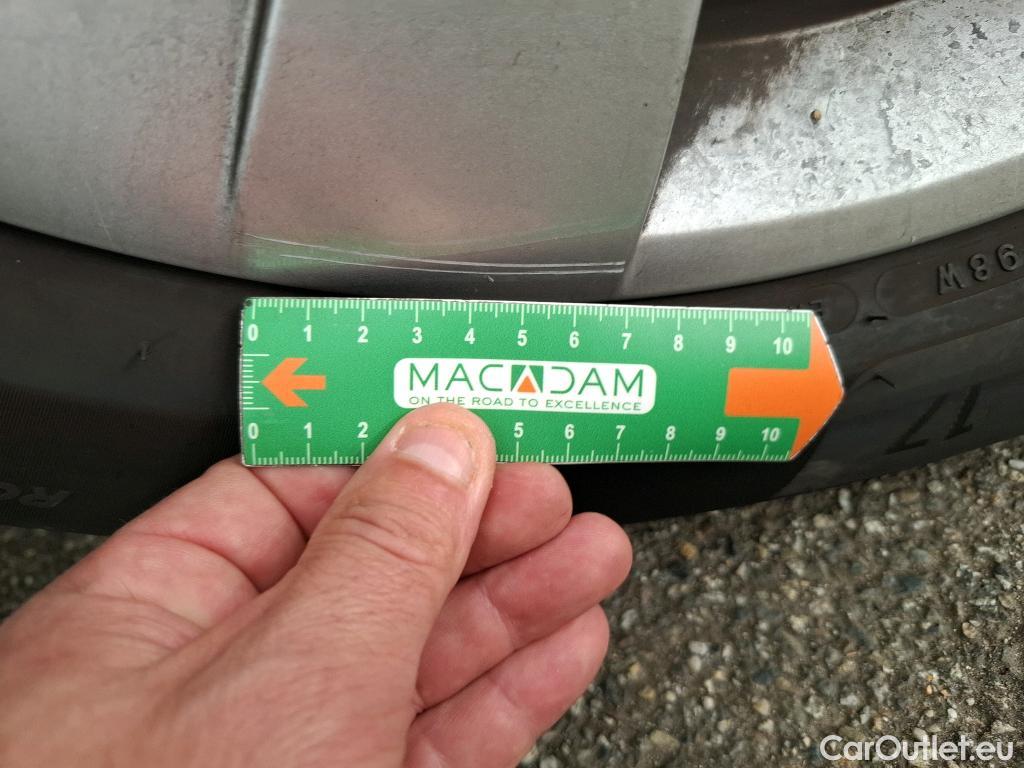 98W
0 1 2 3 4 5 6 7 8 9 10
MACADAM
ON THE ROAD TO EXCELLENCE
0 1 2 5 6 7 8 9 10
17
CarOutlet.eu